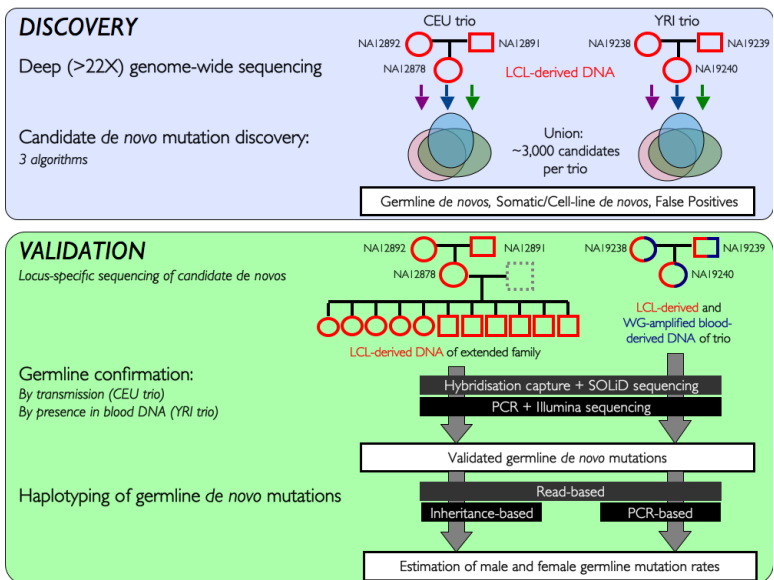 DISCOVERY
CEU trio
YRI trio
NA12892
NA12891
NA19238
NA19239
Deep (>22X) genome-wide sequencing
NA12878
LCL-derived DNA
NA19240
Candidate de novo mutation discovery:
3 algorithms
Union:
~3,000 candidates
per trio
Germline de novos, Somatic/Cell-line de novos, False Positives
VALIDATION
Locus-specific sequencing of candidate de novos
NA12892
NA12891
NA19238
NA19239
NA12878
NA19240
LCL-derived DNA of extended family
LCL-derived and
WG-amplified blood-
derived DNA of trio
Germline confirmation:
By transmission (CEU trio)
By presence in blood DNA (YRI trio)
Hybridisation capture + SOLiD sequencing
PCR + Illumina sequencing
Validated germline de novo mutations
Haplotyping of germline de novo mutations
Read-based
Inheritance-based
PCR-based
Estimation of male and female germline mutation rates